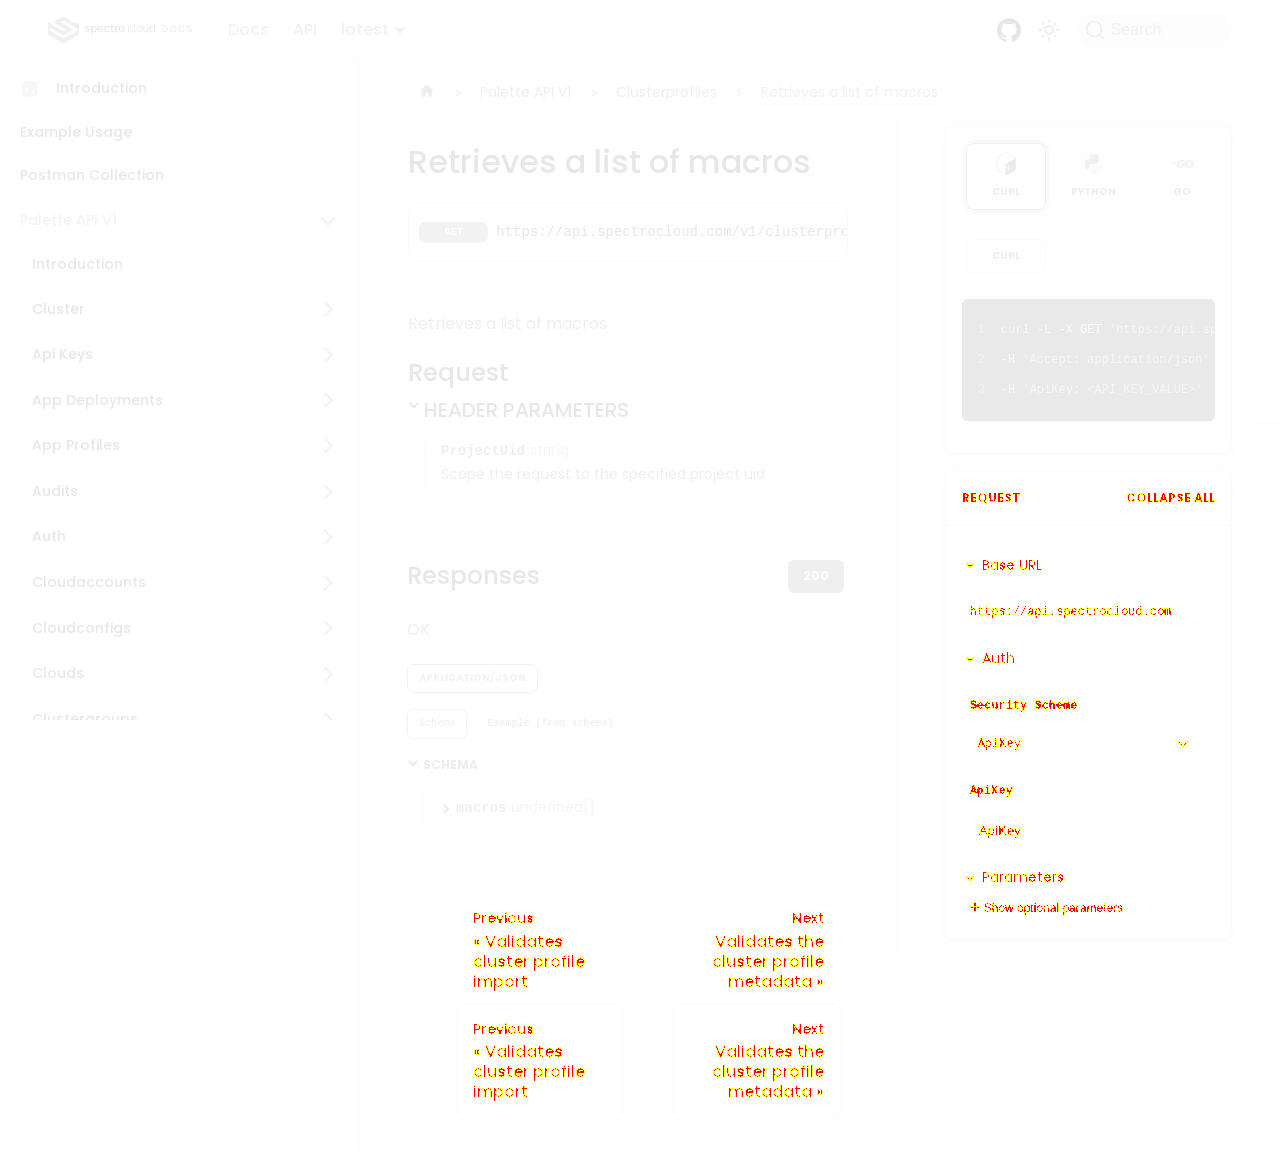 spectro cloud DOCS
Docs
API
latest
Search
Introduction
Example Usage
Postman Collection
Palette API V1
Introduction
Cluster
Api Keys
App Deployments
App Profiles
Audits
Auth
Cloudaccounts
Cloudconfigs
Clouds
Clustergroups
Palette API V1
Clusterprofiles
Retrieves a list of macros
Retrieves a list of macros
GET https://api.spectrocloud.com/v1/clusterpro
Retrieves a list of macros
Request
HEADER PARAMETERS
ProjectUid string
Scope the request to the specified project uid
Responses
200
OK
APPLICATION/JSON
Schema
Example (from schema)
SCHEMA
macros undefined[]
Previous
« Validates
cluster profile
import
Next
Validates the
cluster profile
metadata »
Previous
« Validates
cluster profile
import
Next
Validates the
cluster profile
metadata »
CURL
PYTHON
GO
GO
CURL
1 curl -L -X GET 'https://api.sp
2 -H 'Accept: application/json'
3 -H 'ApiKey: <API_KEY_VALUE>'
REQUEST
COLLAPSE ALL
Base URL
https://api.spectrocloud.com
Auth
Security Scheme
ApiKey
ApiKey
ApiKey
Parameters
Show optional parameters